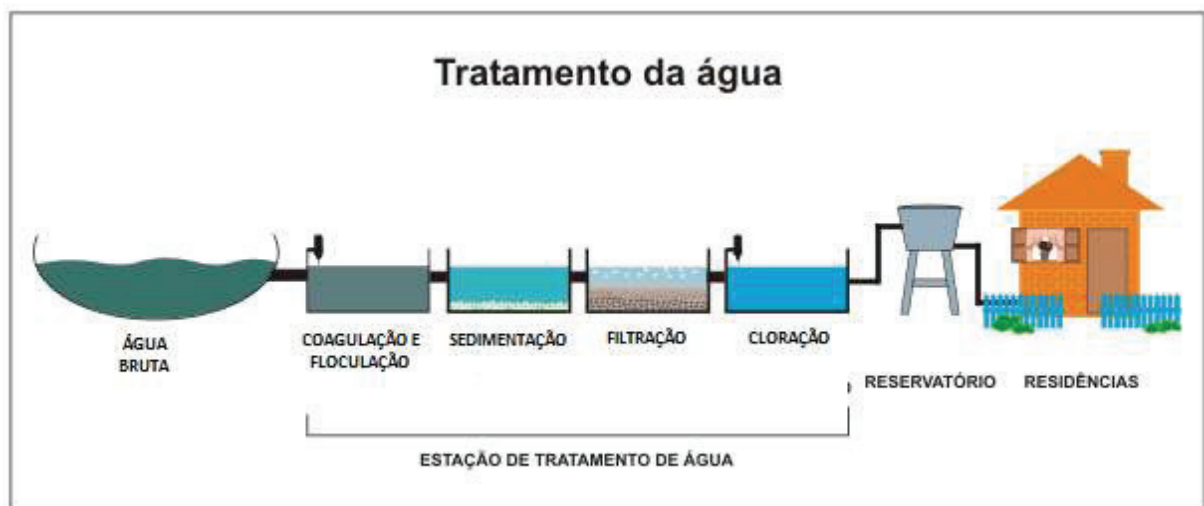 Tratamento da água
ÁGUA
BRUTA
COAGULAÇÃO E
FLOCULAÇÃO
SEDIMENTAÇÃO
FILTRAÇÃO
CLORAÇÃO
RESERVATÓRIO
RESIDÊNCIAS
ESTAÇÃO DE TRATAMENTO DE ÁGUA